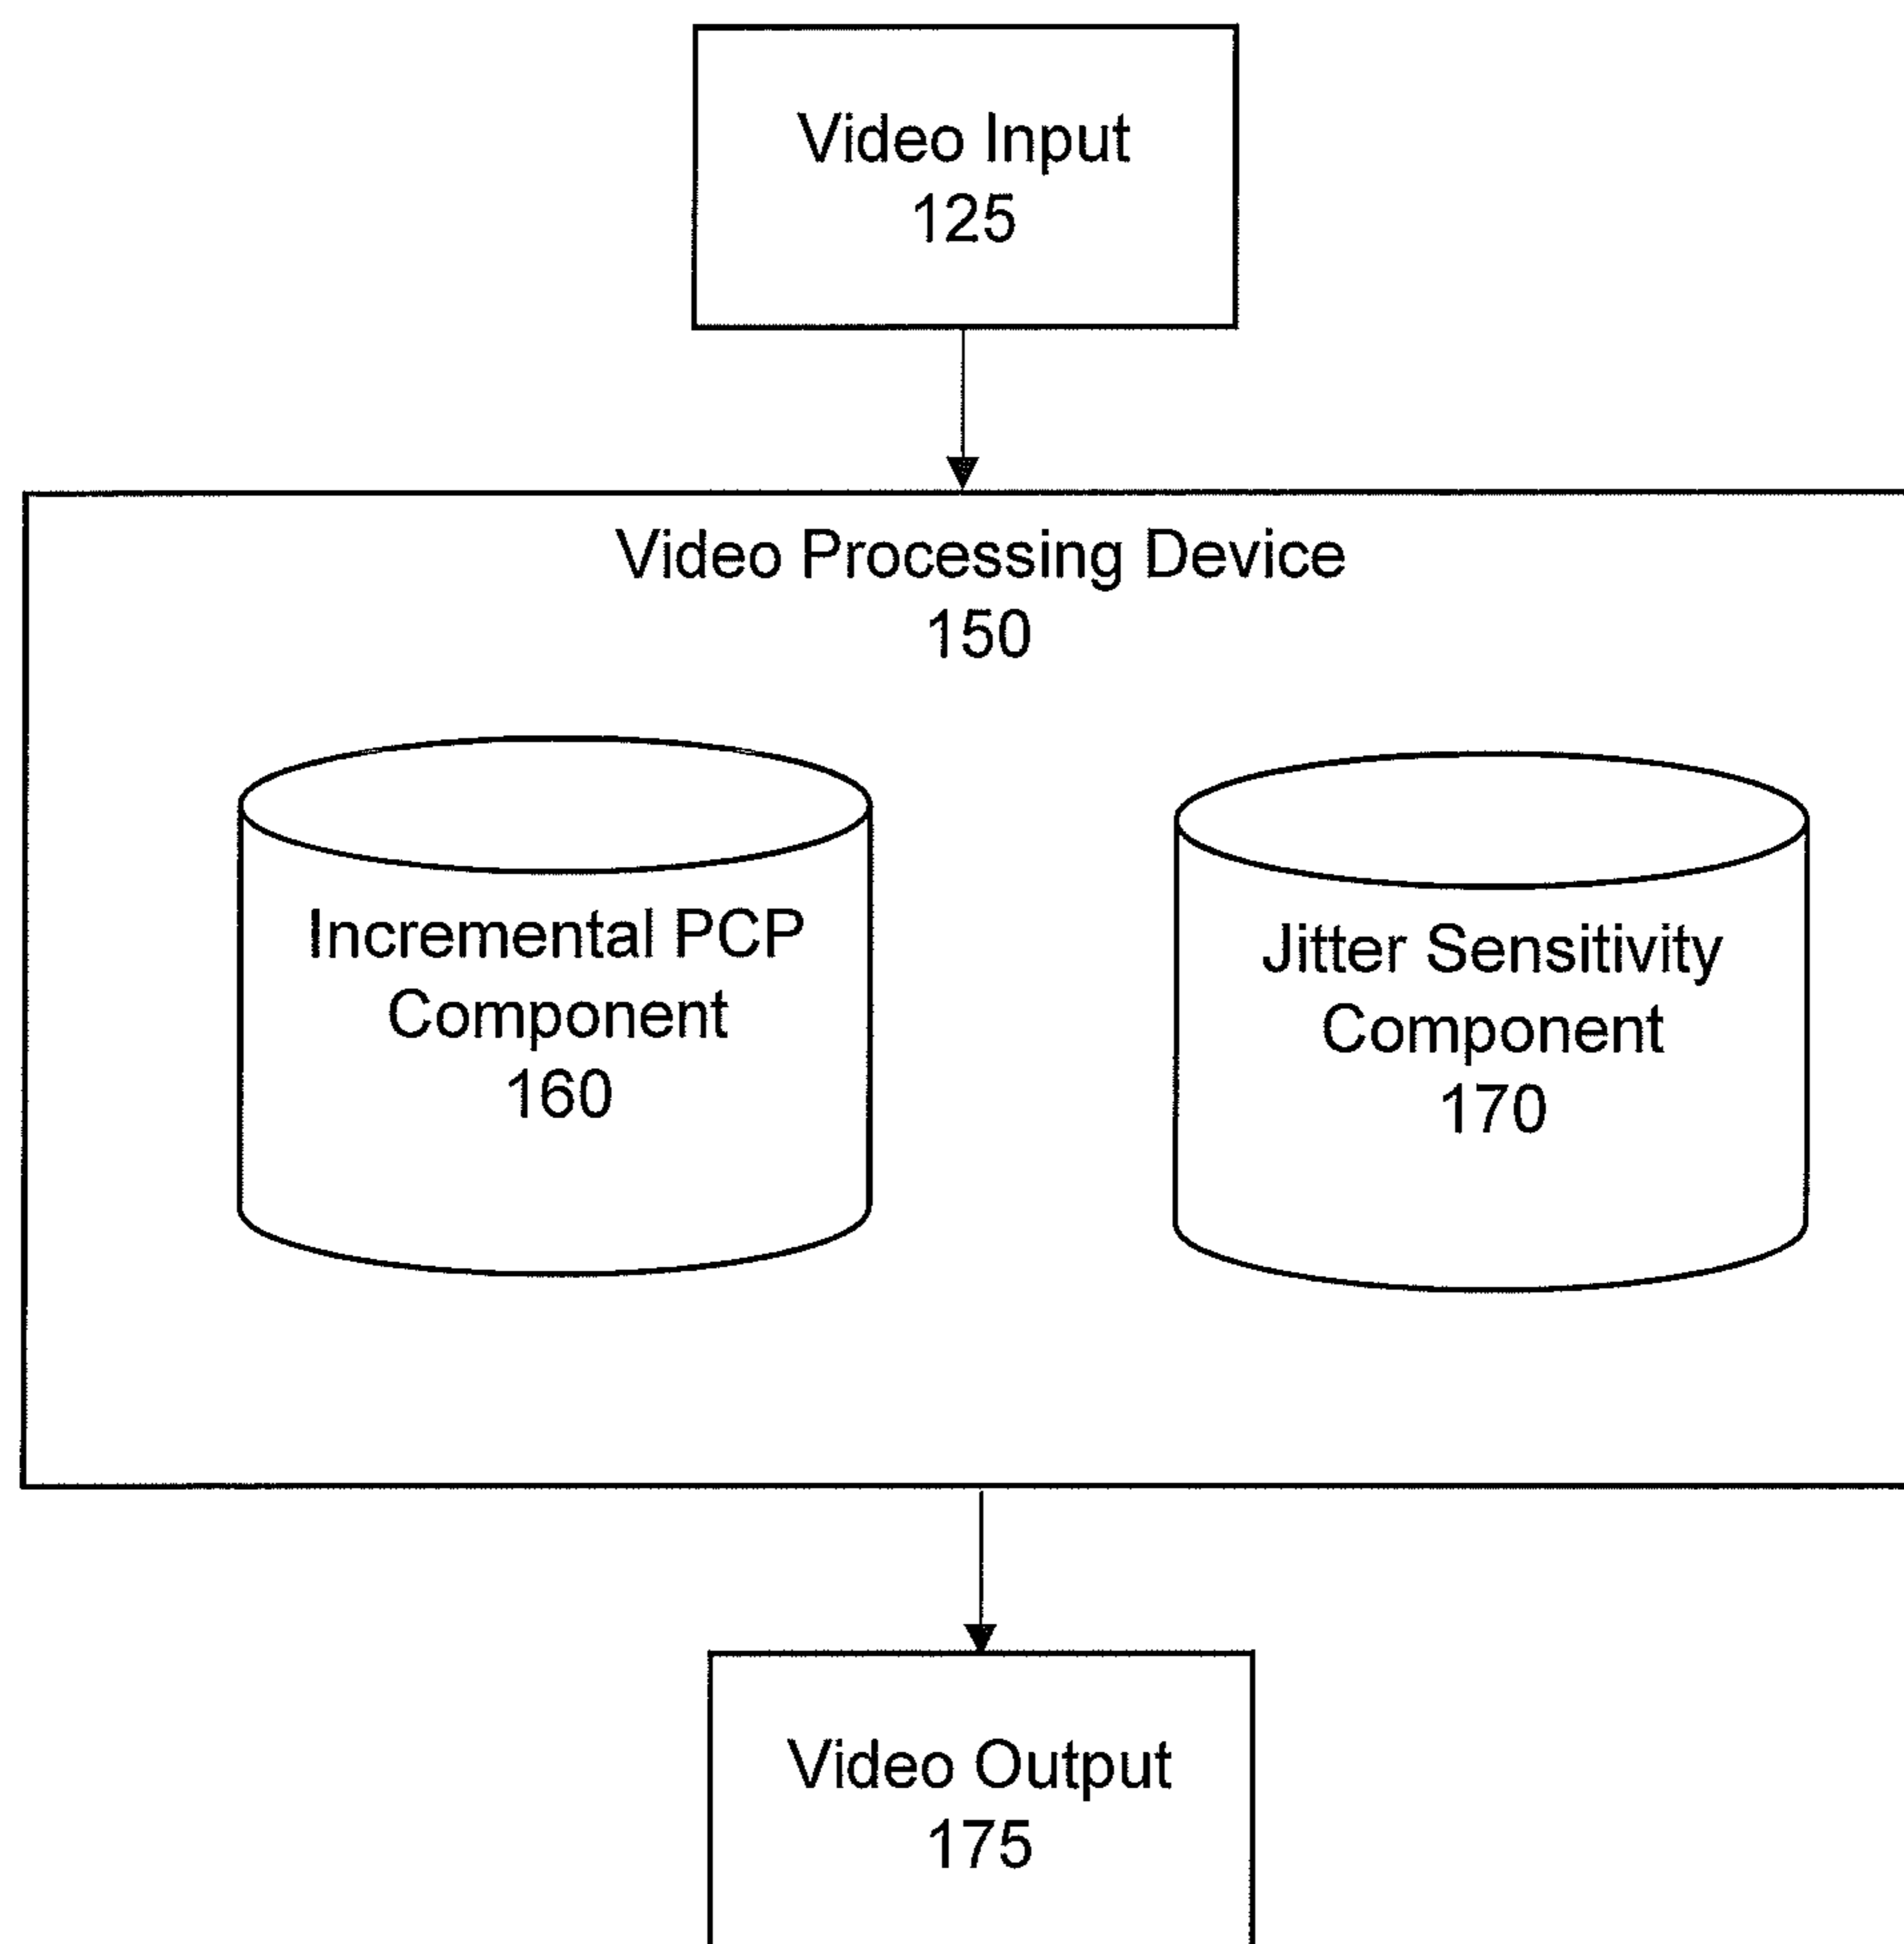 Video Input
125
Video Processing Device
150
Incremental PCP
Component
160
Jitter Sensitivity
Component
170
Video Output
175